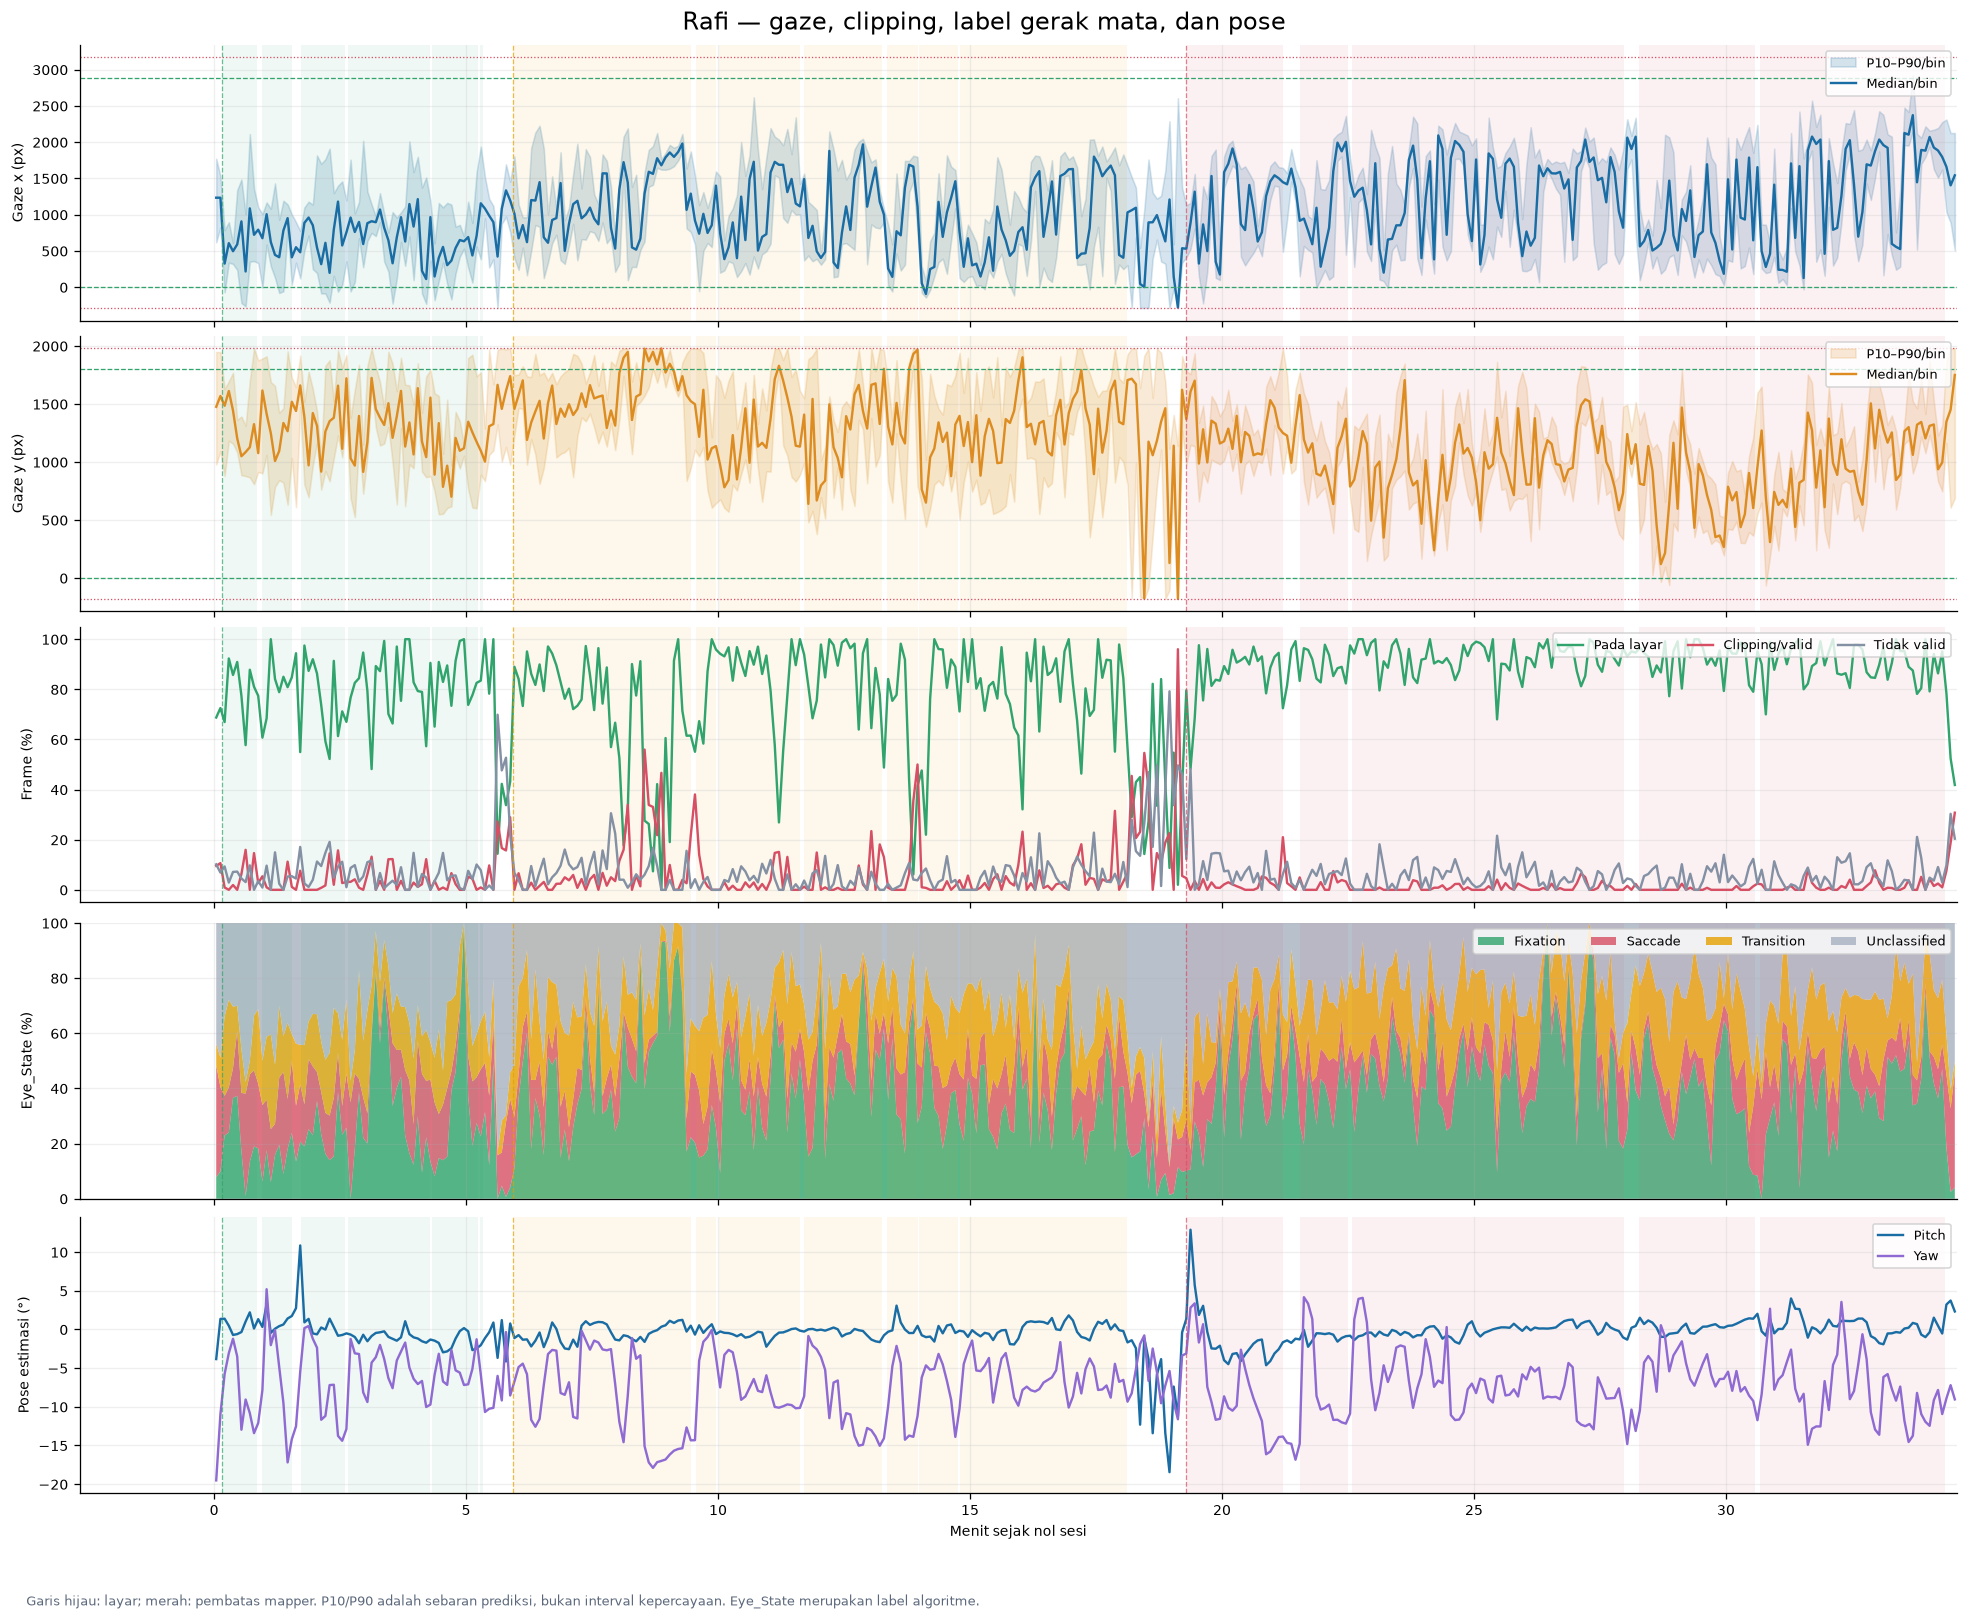 Rafi — gaze, clipping, label gerak mata, dan pose
Gaze x (px)
3000
2500
2000
1500
1000
500
0
P10–P90/bin
Median/bin
Gaze y (px)
2000
1500
1000
500
0
P10–P90/bin
Median/bin
Frame (%)
100
80
60
40
20
0
Pada layar
Clipping/valid
Tidak valid
Eye_State (%)
100
80
60
40
20
0
Fixation
Saccade
Transition
Unclassified
Pose estimasi (°)
10
5
0
−5
−10
−15
−20
Pitch
Yaw
0 5 10 15 20 25 30
Menit sejak nol sesi
Garis hijau: layar; merah: pembatas mapper. P10/P90 adalah sebaran prediksi, bukan interval kepercayaan. Eye_State merupakan label algoritme.